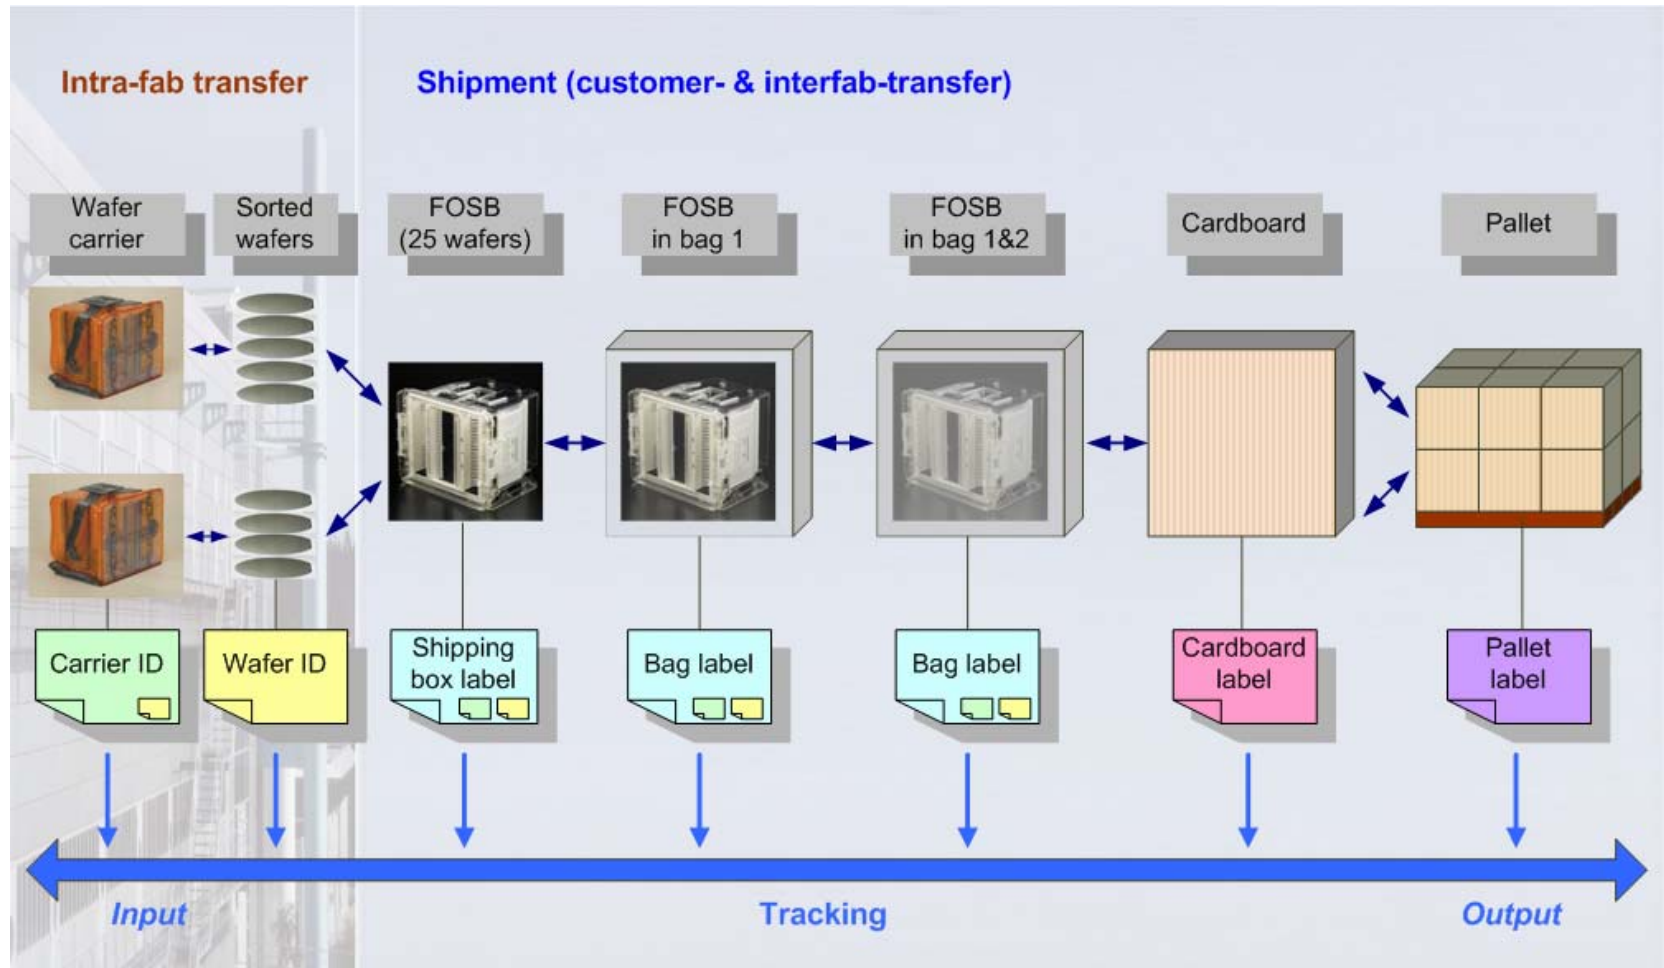 Intra-fab transfer
Shipment (customer- & interfab-transfer)
Wafer
carrier
Sorted
wafers
FOSB
(25 wafers)
FOSB
in bag 1
FOSB
in bag 1&2
Cardboard
Pallet
Carrier ID
Wafer ID
Shipping
box label
Bag label
Bag label
Cardboard
label
Pallet
label
Input
Tracking
Output